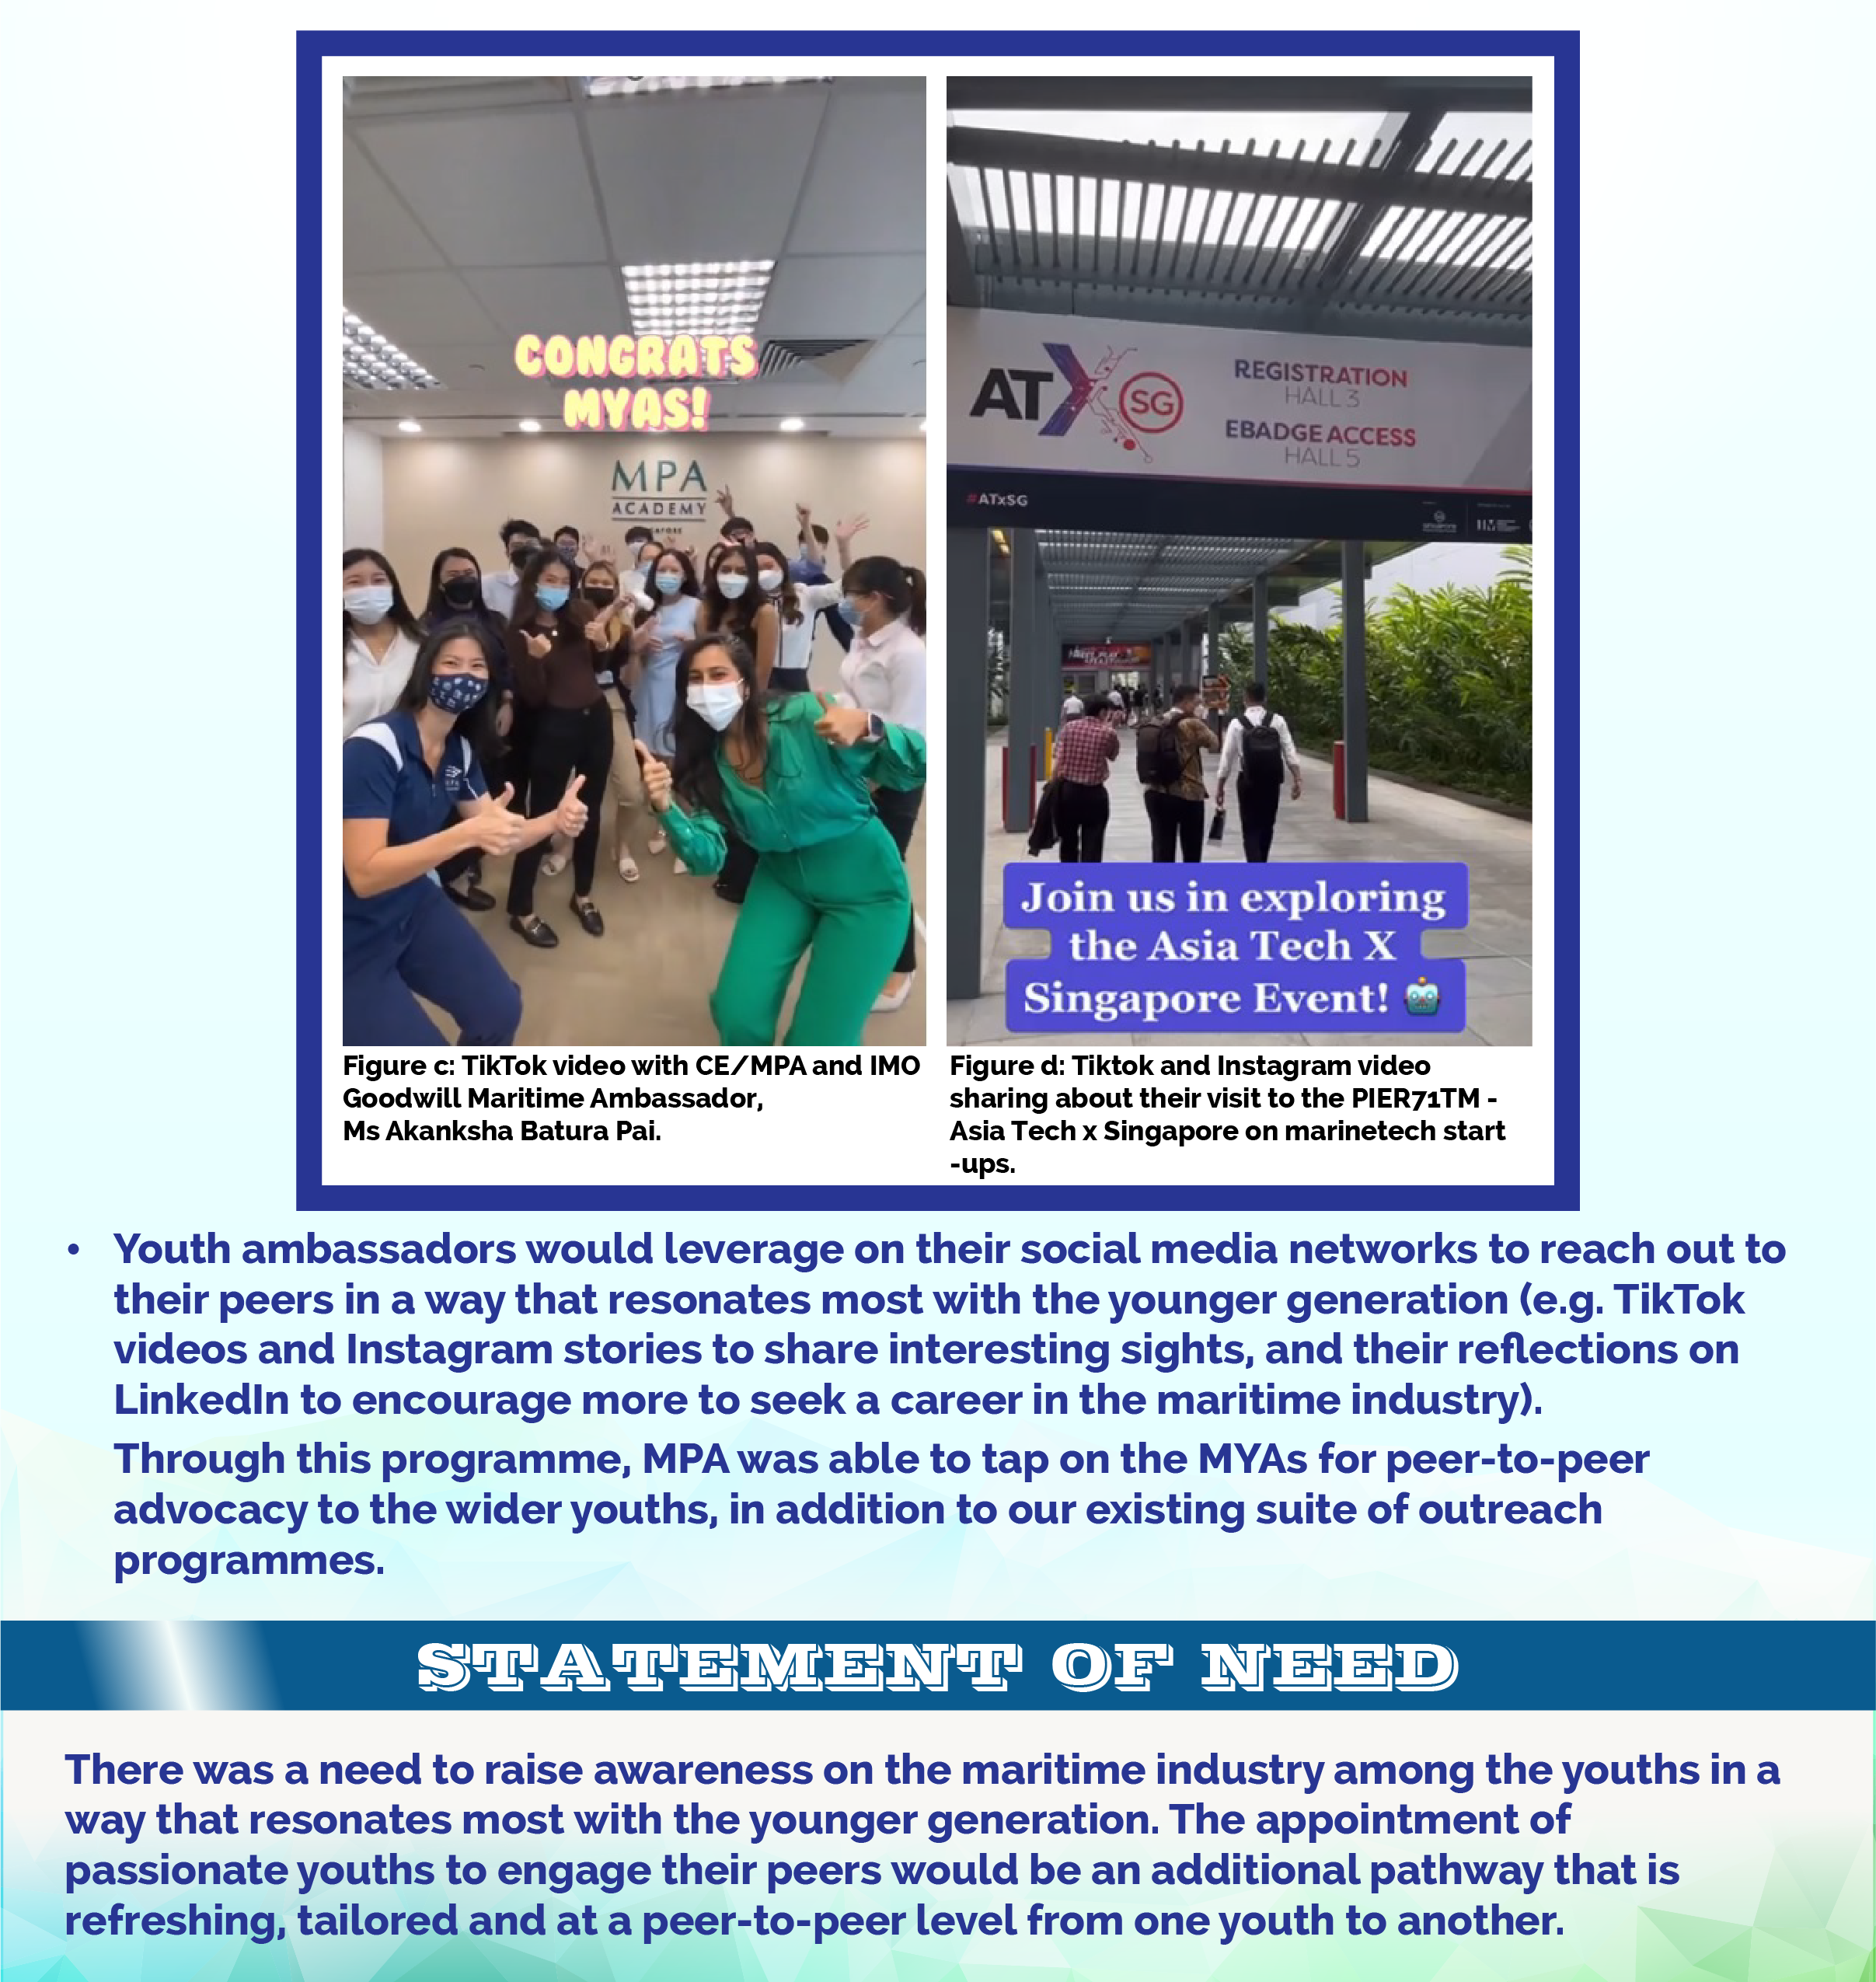 CONGRATS
MYAS!
MPA
ACADEMY
ATX SG
REGISTRATION
HALL 3
EBADGE ACCESS
HALL 5
#ATxSG
Join us in exploring
the Asia Tech X
Singapore Event! 🤖
Figure c: TikTok video with CE/MPA and IMO
Goodwill Maritime Ambassador,
Ms Akanksha Batura Pai.
Figure d: Tiktok and Instagram video
sharing about their visit to the PIER71TM -
Asia Tech x Singapore on marinetech start
-ups.
• Youth ambassadors would leverage on their social media networks to reach out to
their peers in a way that resonates most with the younger generation (e.g. TikTok
videos and Instagram stories to share interesting sights, and their reflections on
LinkedIn to encourage more to seek a career in the maritime industry).
Through this programme, MPA was able to tap on the MYAs for peer-to-peer
advocacy to the wider youths, in addition to our existing suite of outreach
programmes.
STATEMENT OF NEED
There was a need to raise awareness on the maritime industry among the youths in a
way that resonates most with the younger generation. The appointment of
passionate youths to engage their peers would be an additional pathway that is
refreshing, tailored and at a peer-to-peer level from one youth to another.